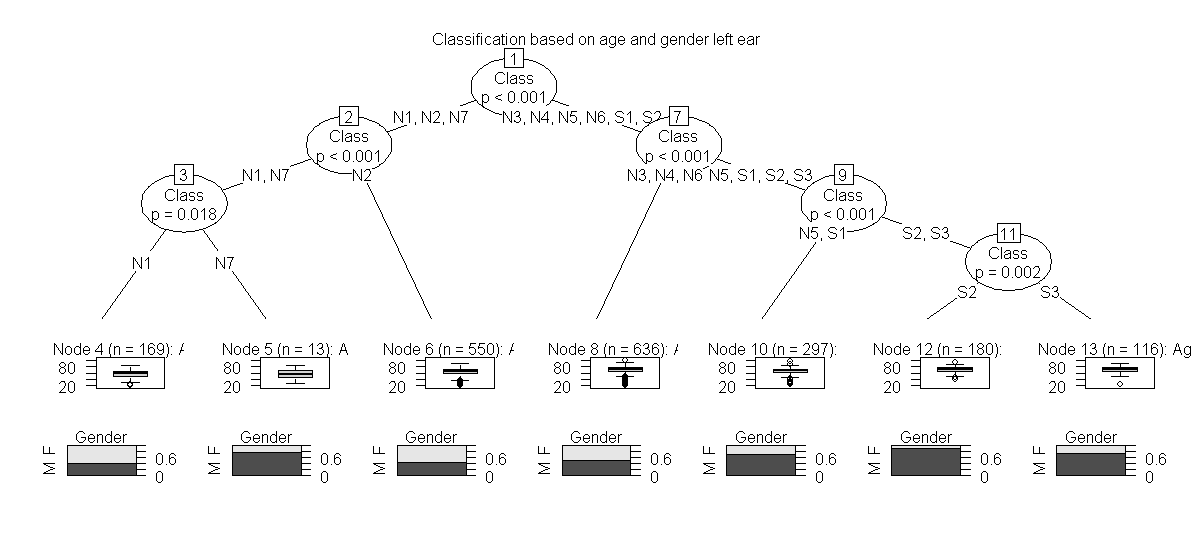 Classification based on age and gender left ear
1
Class
p < 0.001
N1, N2, N7
N3, N4, N5, N6, S1, S2
2
Class
p < 0.001
7
Class
p < 0.001
N1, N7
N2
N3, N4, N6
N5, S1, S2, S3
3
Class
p = 0.018
9
Class
p < 0.001
N1
N7
N5, S1
S2, S3
11
Class
p = 0.002
S2
S3
Node 4 (n = 169): A
Node 5 (n = 13): A
Node 6 (n = 550): A
Node 8 (n = 636): A
Node 10 (n = 297):
Node 12 (n = 180):
Node 13 (n = 116): Ag
80
20
80
20
80
20
80
20
80
20
80
20
80
20
Gender
M F
0.6
0
Gender
M F
0.6
0
Gender
M F
0.6
0
Gender
M F
0.6
0
Gender
M F
0.6
0
Gender
M F
0.6
0
Gender
M F
0.6
0